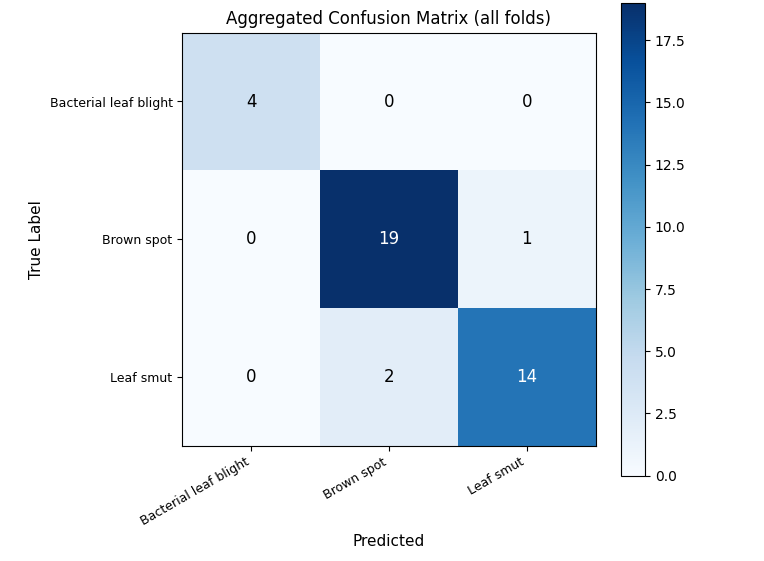 Aggregated Confusion Matrix (all folds)
True Label
Bacterial leaf blight
4 0 0
Brown spot
0 19 1
Leaf smut
0 2 14
Bacterial leaf blight
Brown spot
Leaf smut
Predicted
17.5
15.0
12.5
10.0
7.5
5.0
2.5
0.0